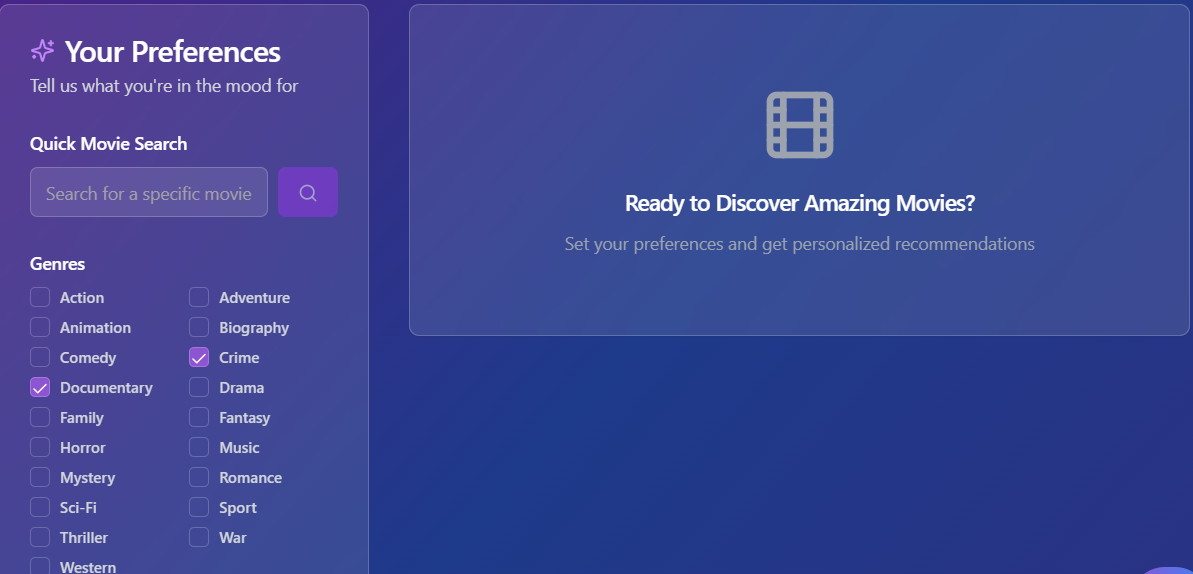 Your Preferences
Tell us what you're in the mood for
Quick Movie Search
Search for a specific movie
Genres
Action
Adventure
Animation
Biography
Comedy
Crime
Documentary
Drama
Family
Fantasy
Horror
Music
Mystery
Romance
Sci-Fi
Sport
Thriller
War
Western
Ready to Discover Amazing Movies?
Set your preferences and get personalized recommendations